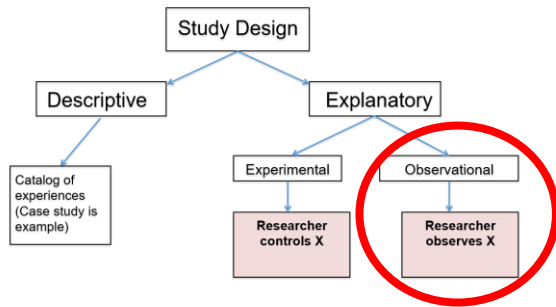 Study Design
Descriptive
Explanatory
Catalog of
experiences
(Case study is
example)
Experimental
Observational
Researcher
controls X
Researcher
observes X